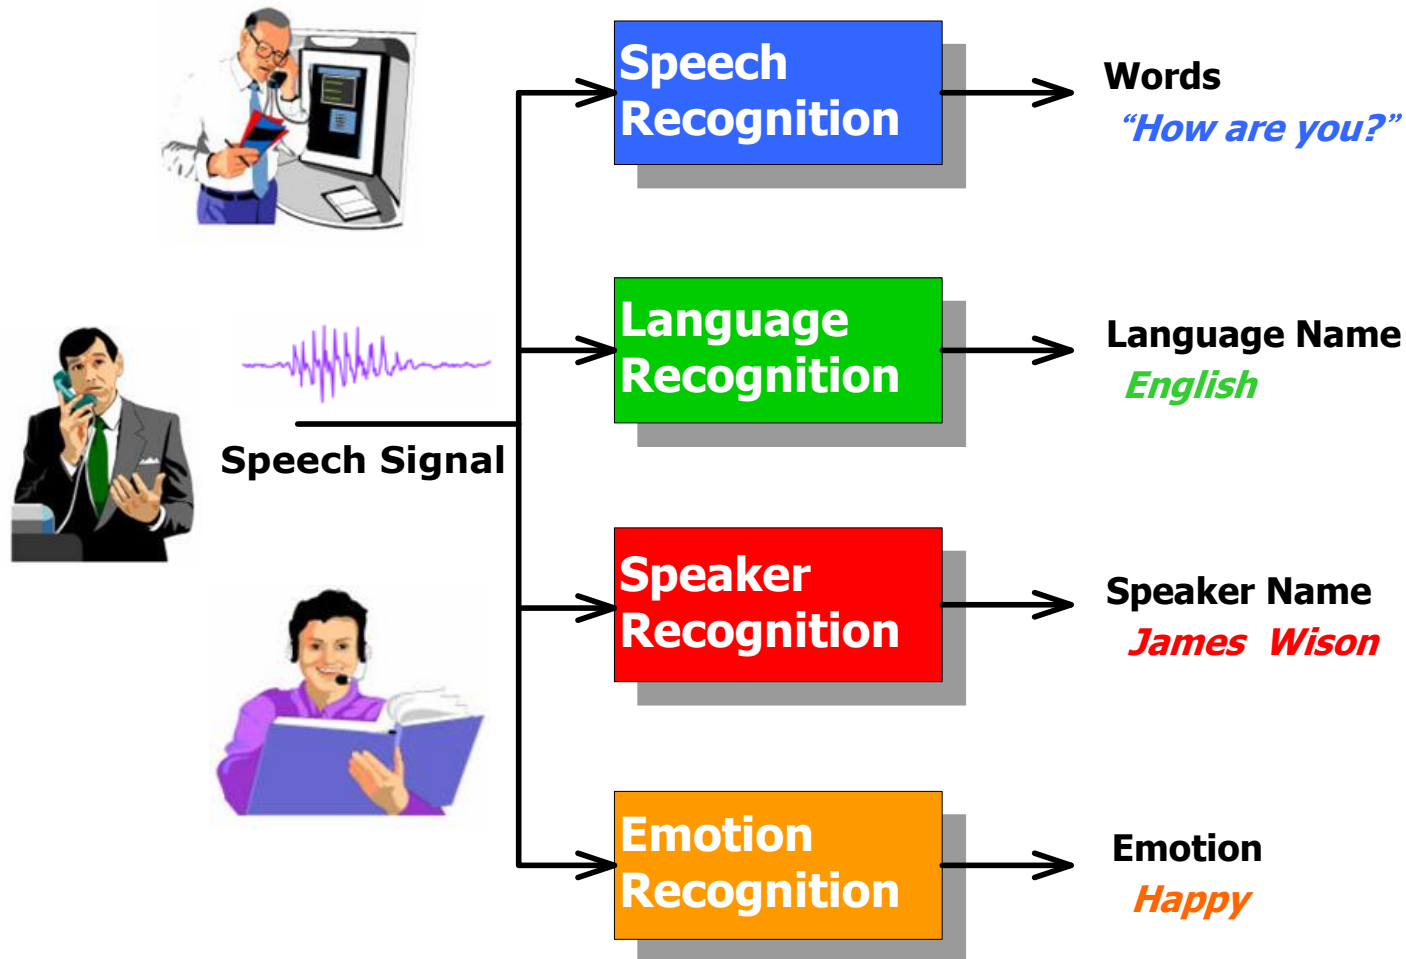 Speech
Recognition
Words
“How are you?”
Language
Recognition
Language Name
English
Speech Signal
Speaker
Recognition
Speaker Name
James Wison
Emotion
Recognition
Emotion
Happy